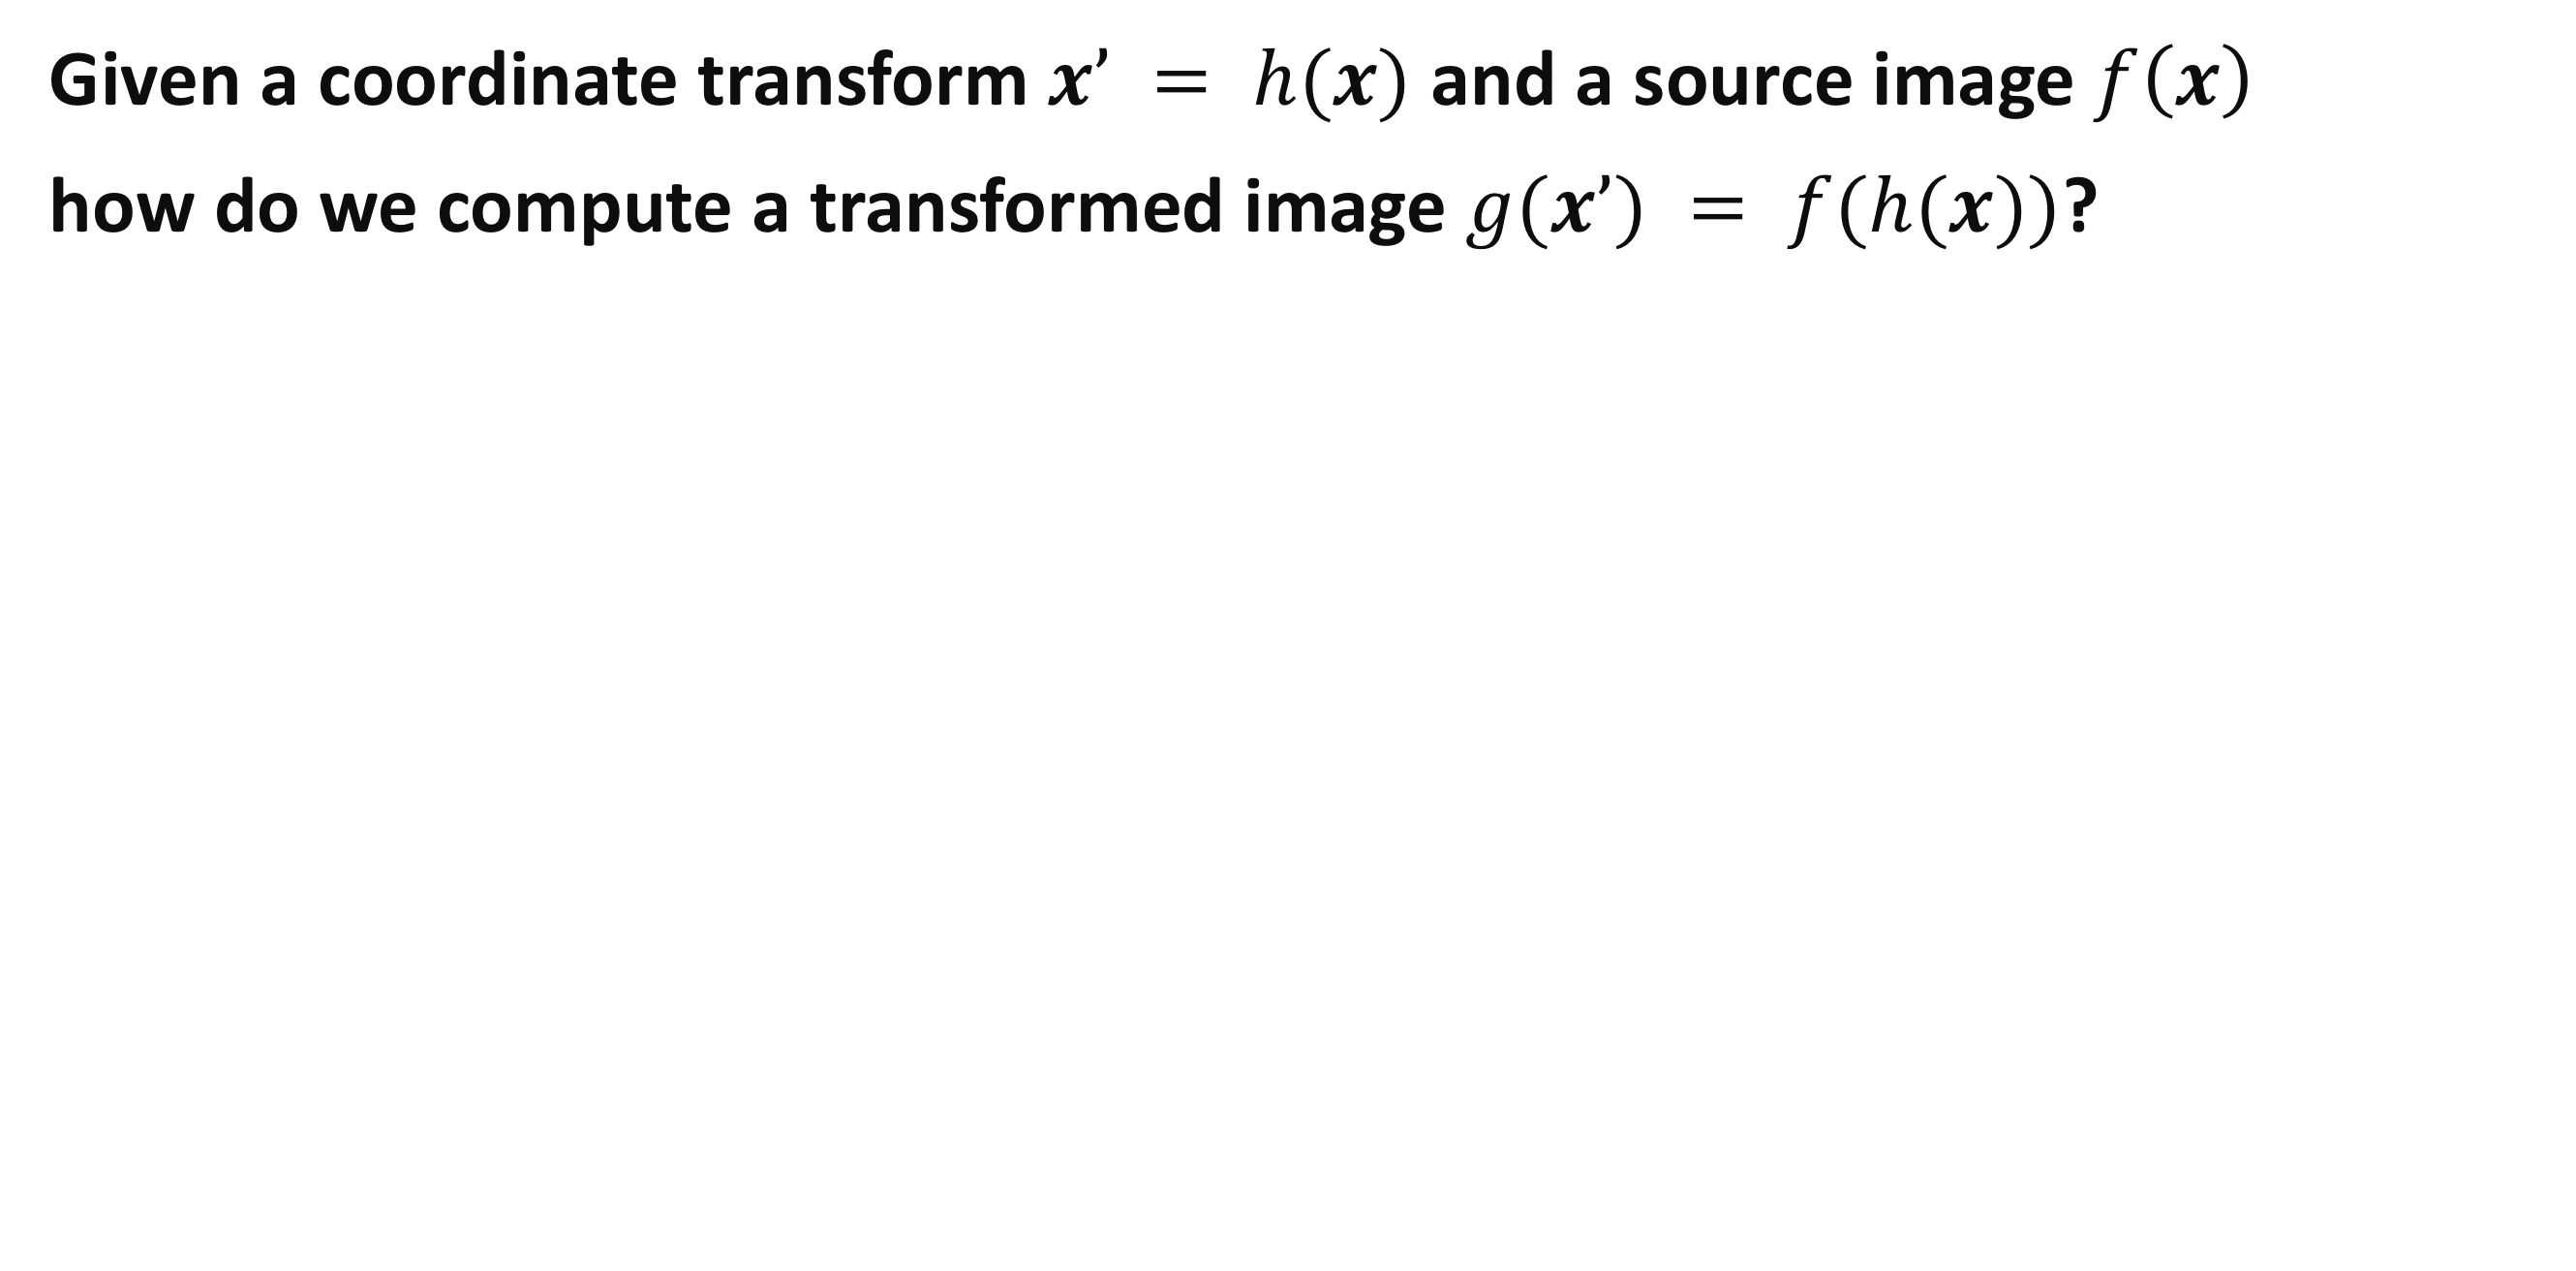 Given a coordinate transform x’ = h(x) and a source image f(x)
how do we compute a transformed image g(x’) = f(h(x))?